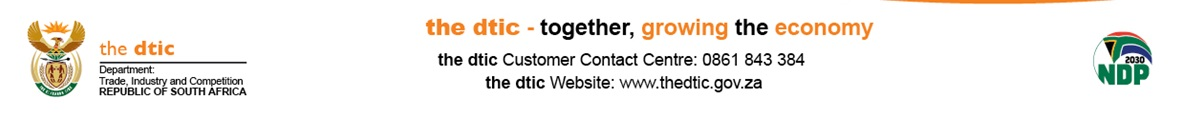 the dtic
Department:
Trade, Industry and Competition
REPUBLIC OF SOUTH AFRICA
the dtic - together, growing the economy
the dtic Customer Contact Centre: 0861 843 384
the dtic Website: www.thedtic.gov.za
2030
NDP